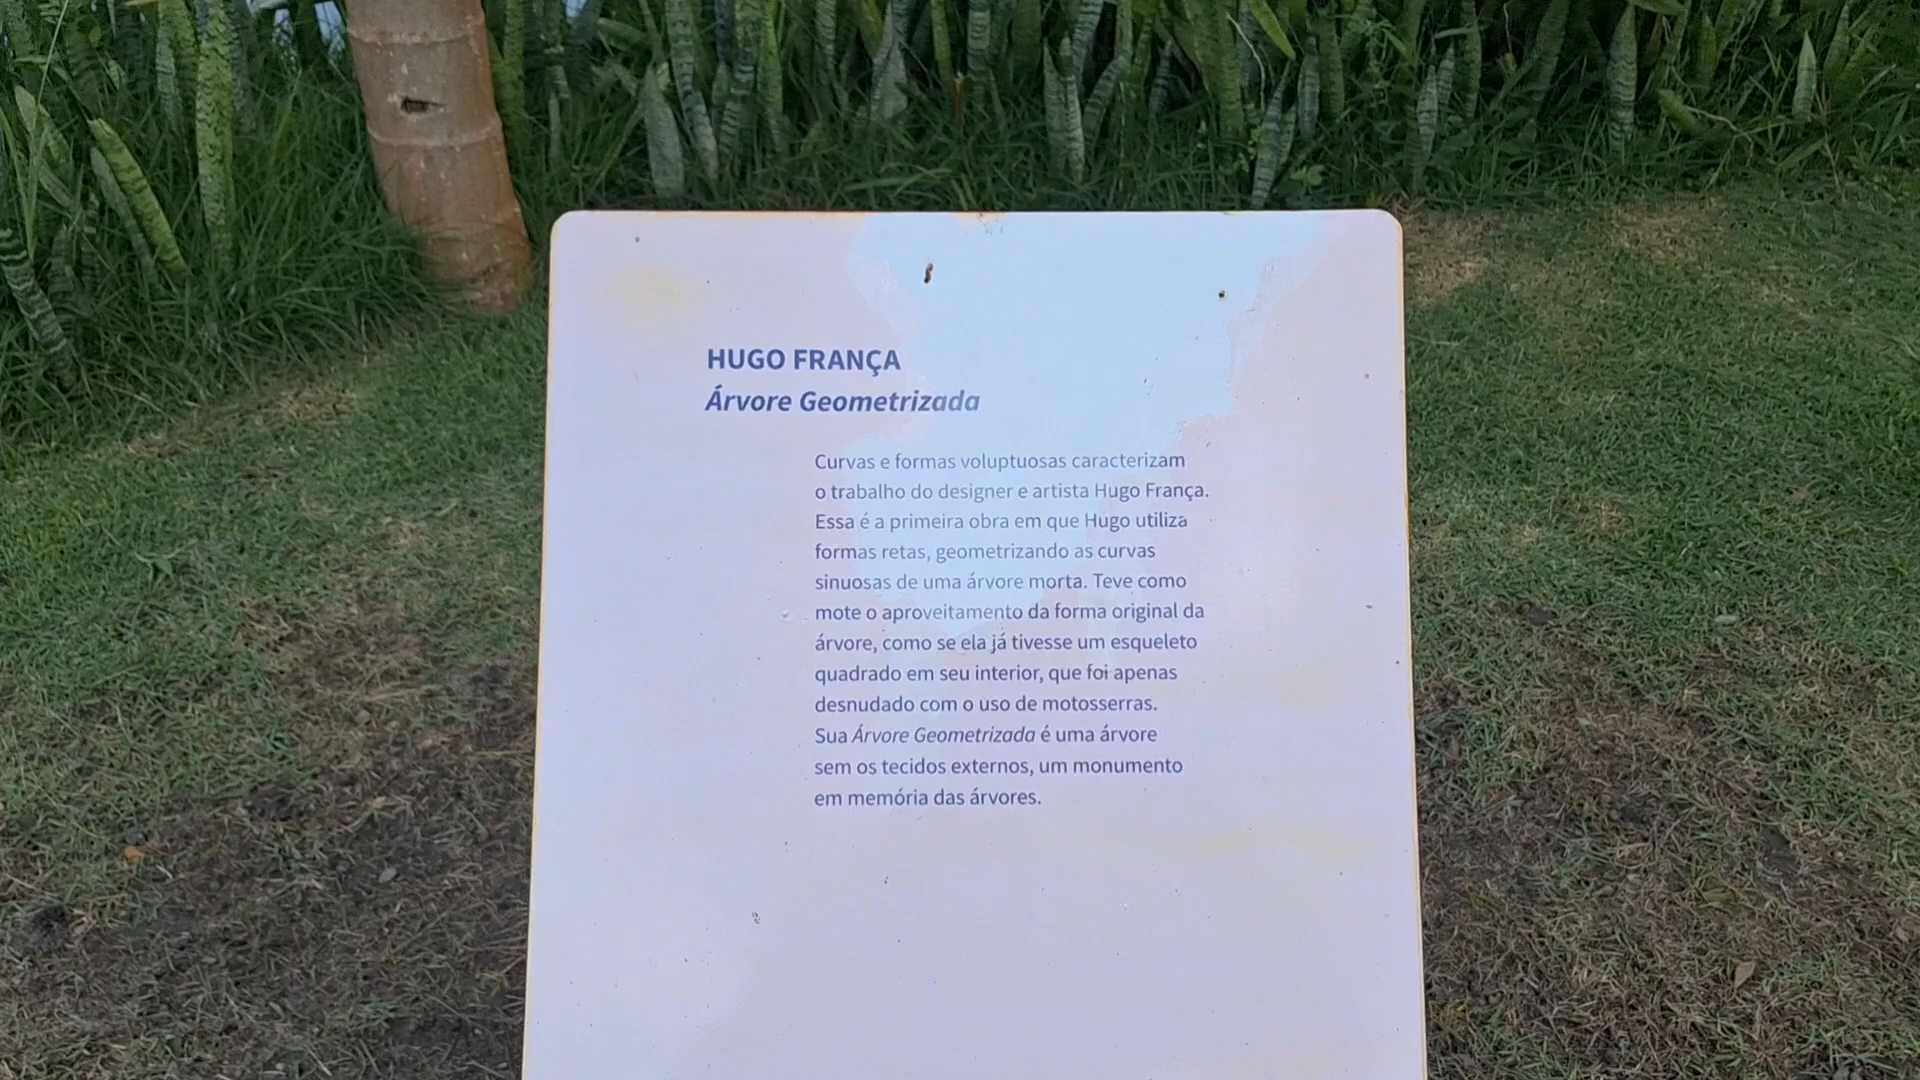 HUGO FRANÇA
Árvore Geometrizada
Curvas e formas voluptuosas caracterizam
o trabalho do designer e artista Hugo França.
Essa é a primeira obra em que Hugo utiliza
formas retas, geometrizando as curvas
sinuosas de uma árvore morta. Teve como
mote o aproveitamento da forma original da
árvore, como se ela já tivesse um esqueleto
quadrado em seu interior, que foi apenas
desnudado com o uso de motosserras.
Sua Árvore Geometrizada é uma árvore
sem os tecidos externos, um monumento
em memória das árvores.